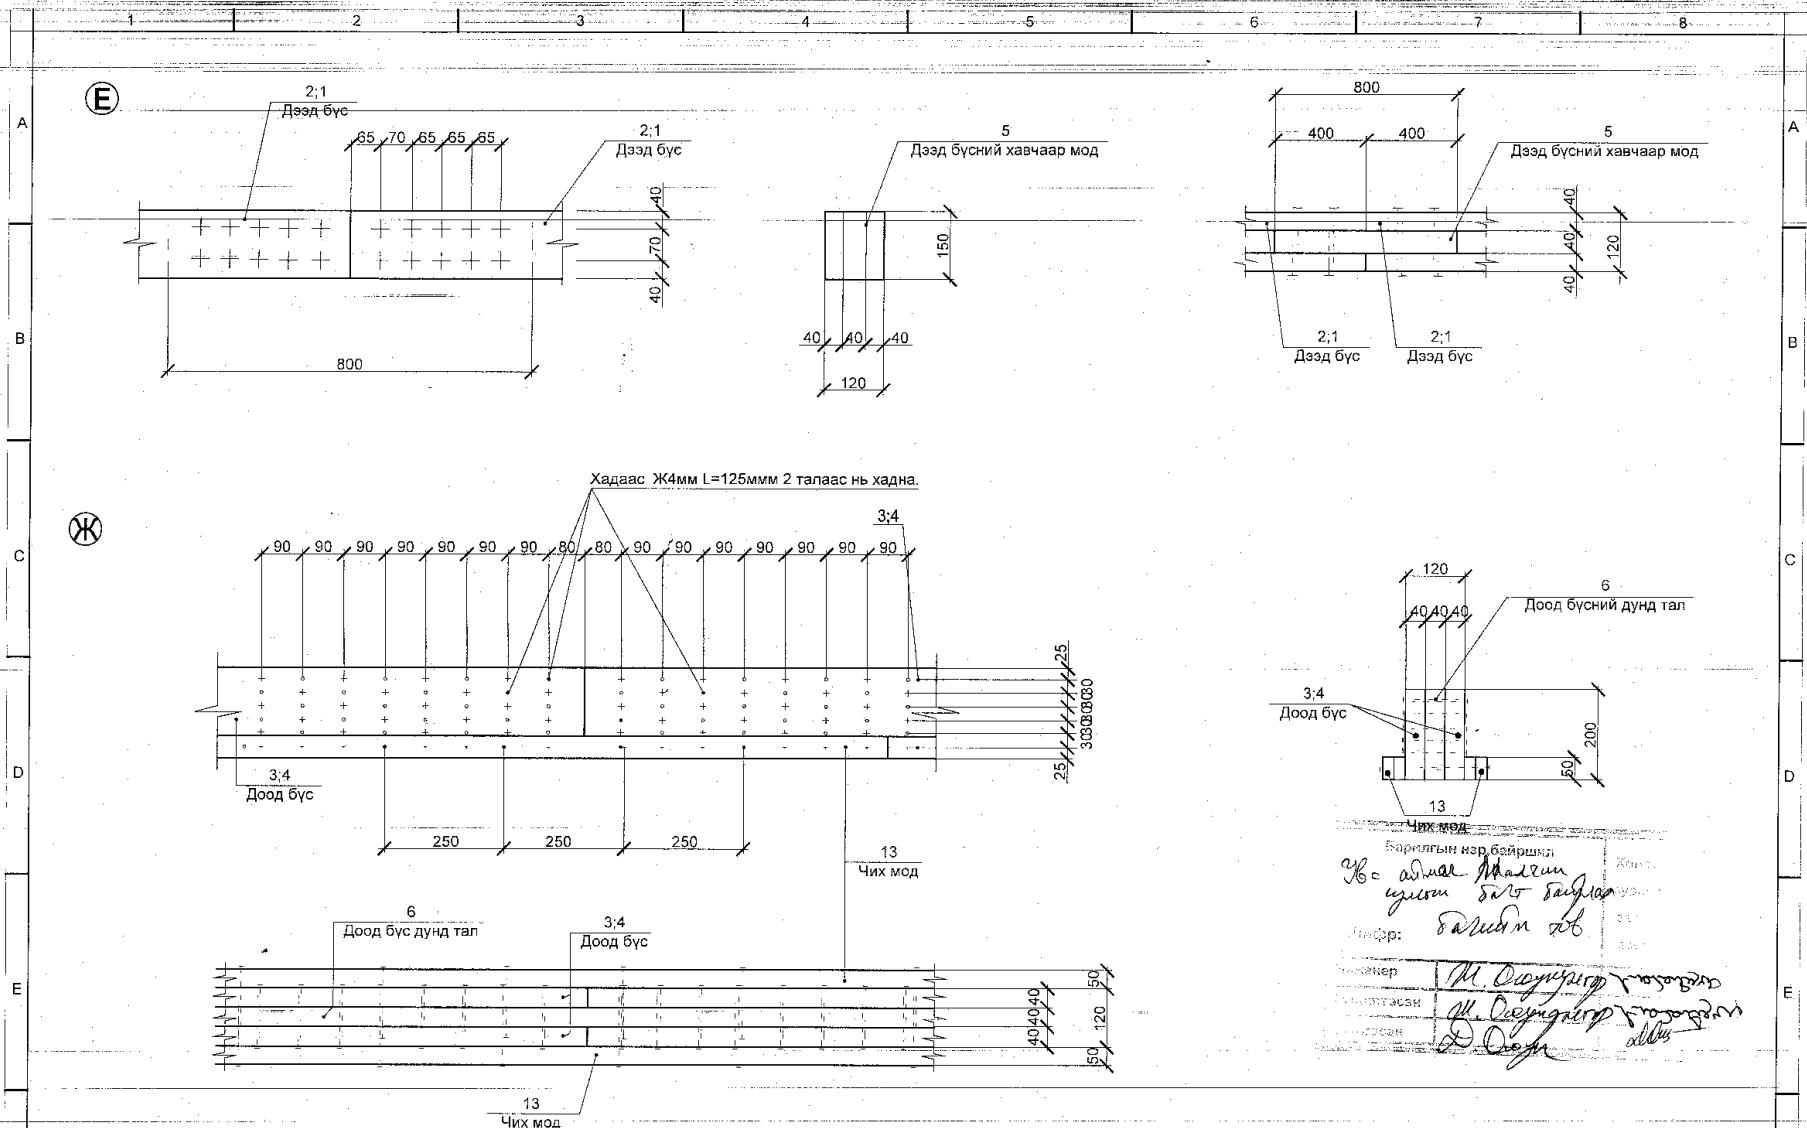 1 2 3 4 5 6 7 8
A
A
B
B
C
C
D
D
E
E
Е
2;1
Дээд бүс
65 70 65 65 65
2;1
Дээд бүс
40
70
40
800
5
Дээд бүсний хавчаар мод
150
40 40 40
120
800
400 400
5
Дээд бүсний хавчаар мод
40
40
40
120
2;1
Дээд бүс
2;1
Дээд бүс
Ж
Хадаас Ж4мм L=125ммм 2 талаас нь хадна.
3;4
90 90 90 90 90 90 90 80 80 90 90 90 90 90 90 90
25
30
30
30
30
30
25
3;4
Доод бүс
250 250 250
13
Чих мод
120
40 40 40
6
Доод бүсний дунд тал
3;4
Доод бүс
200
50
13
Чих мод
6
Доод бүс дунд тал
3;4
Доод бүс
50
40 40 40
120
50
13
Чих мод
Барилгын нэр,байршил